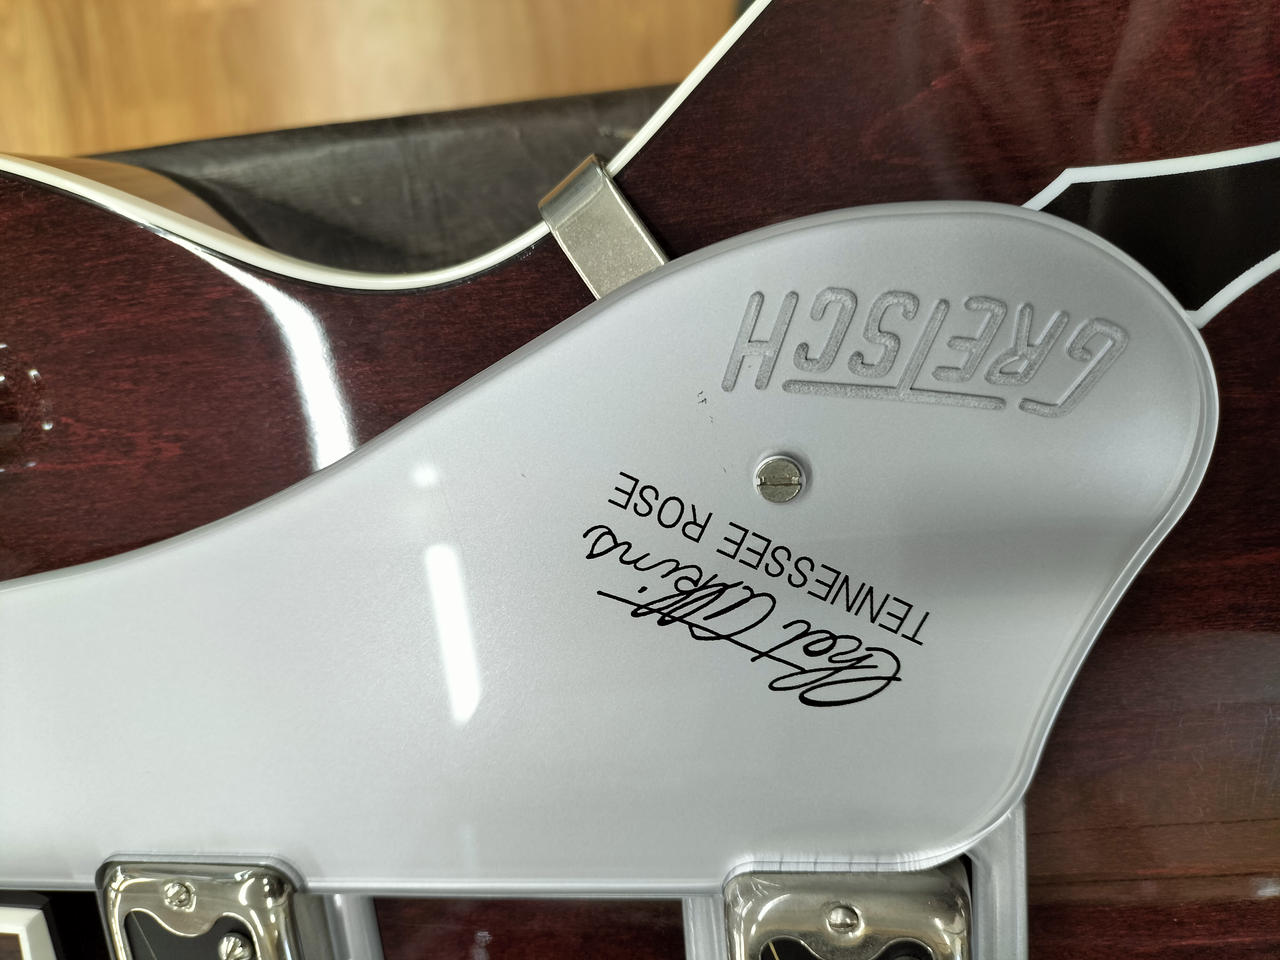 GRETSCH
Chet Atkins
TENNESSEE ROSE